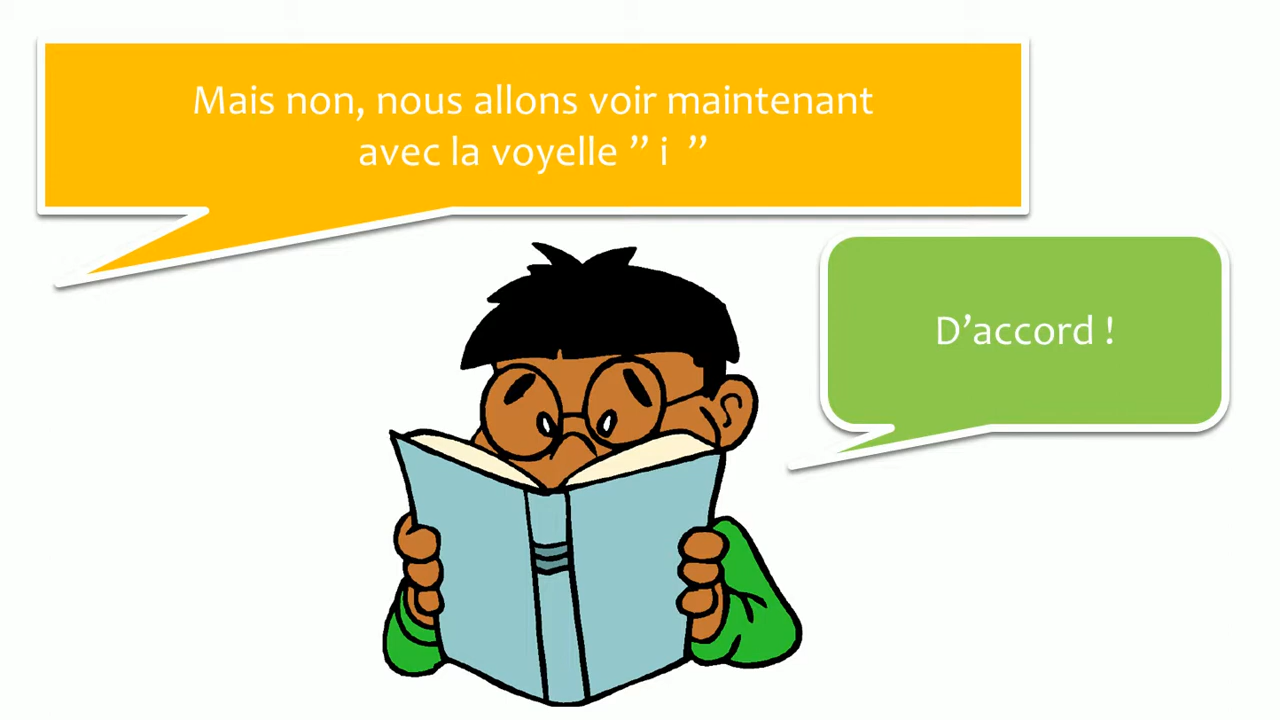 Mais non, nous allons voir maintenant
avec la voyelle ” i ”
D’accord !